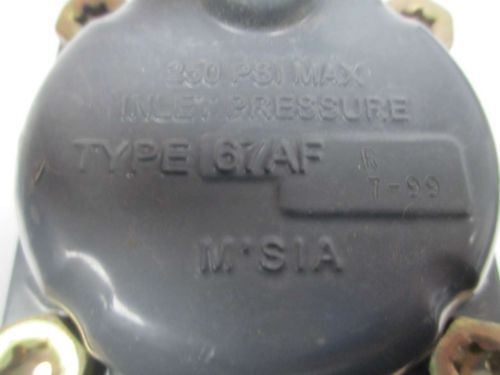 250 PSI MAX
INLET PRESSURE
TYPE 67AF R
7-99
M'SIA